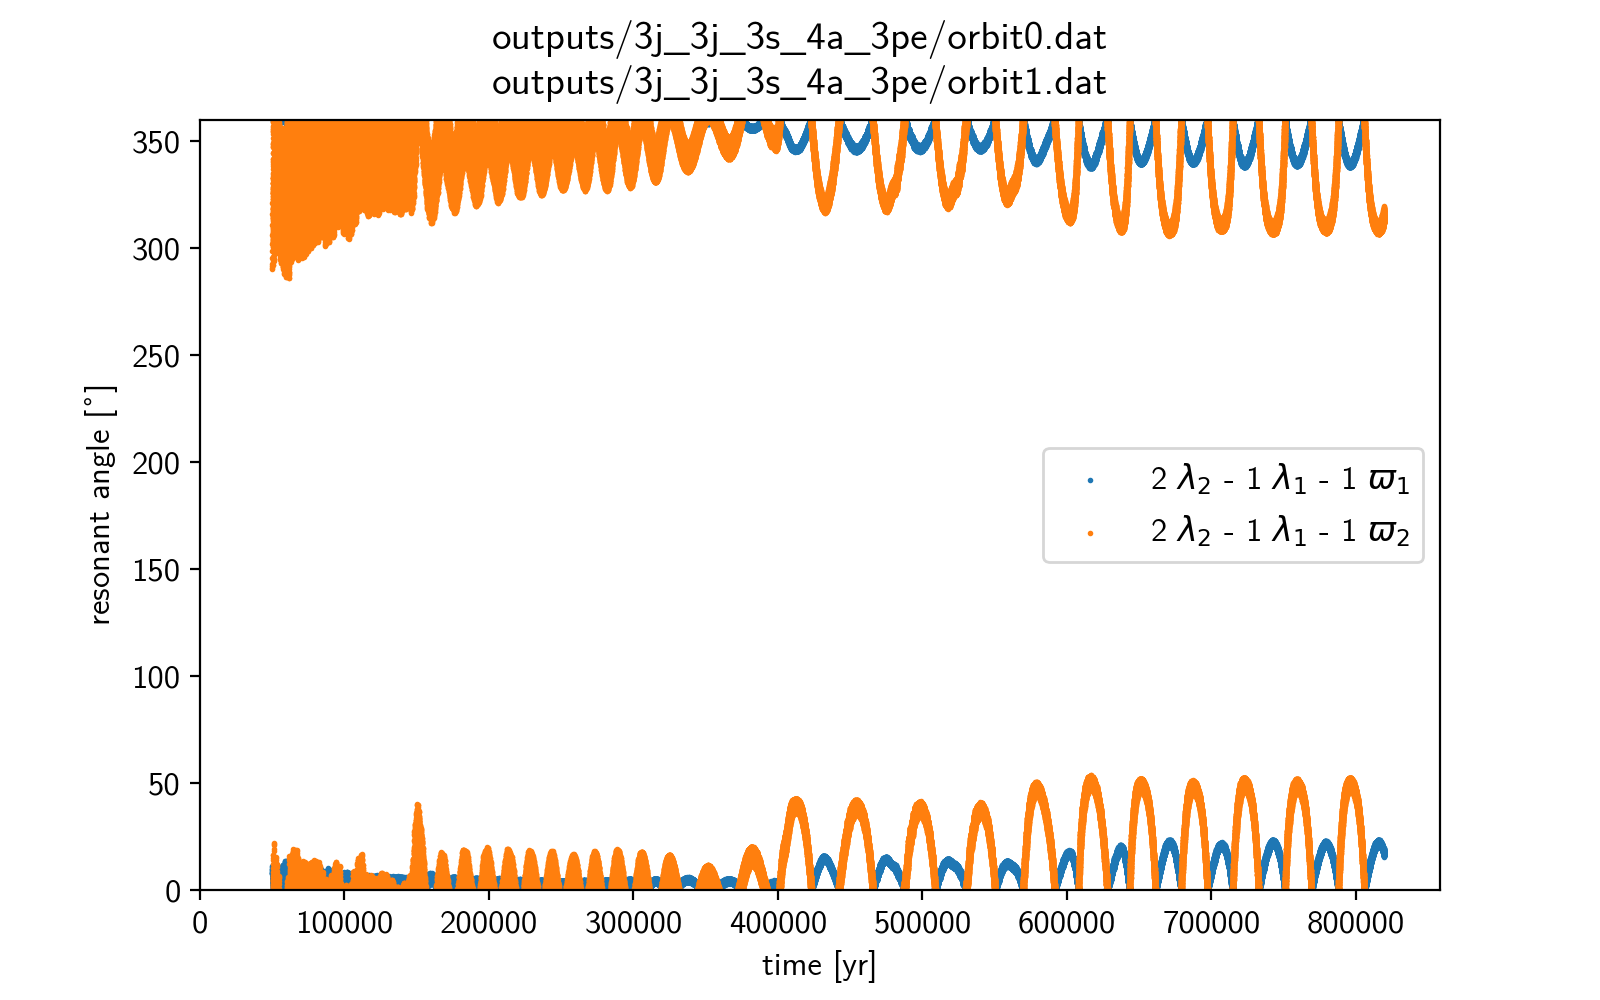 outputs/3j_3j_3s_4a_3pe/orbit0.dat
outputs/3j_3j_3s_4a_3pe/orbit1.dat
resonant angle [°]
350
300
250
200
150
100
50
0
2 λ₂ - 1 λ₁ - 1 ϖ₁
2 λ₂ - 1 λ₁ - 1 ϖ₂
0 100000 200000 300000 400000 500000 600000 700000 800000
time [yr]